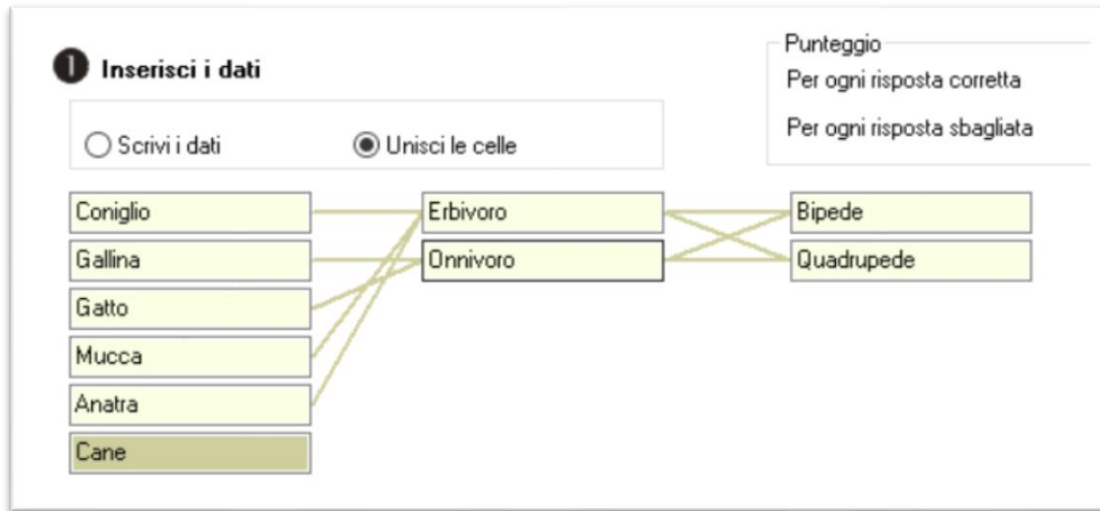 1 Inserisci i dati
Punteggio
Per ogni risposta corretta
Per ogni risposta sbagliata
Scrivi i dati
Unisci le celle
Coniglio
Erbivoro
Bipede
Gallina
Onnivoro
Quadrupede
Gatto
Mucca
Anatra
Cane